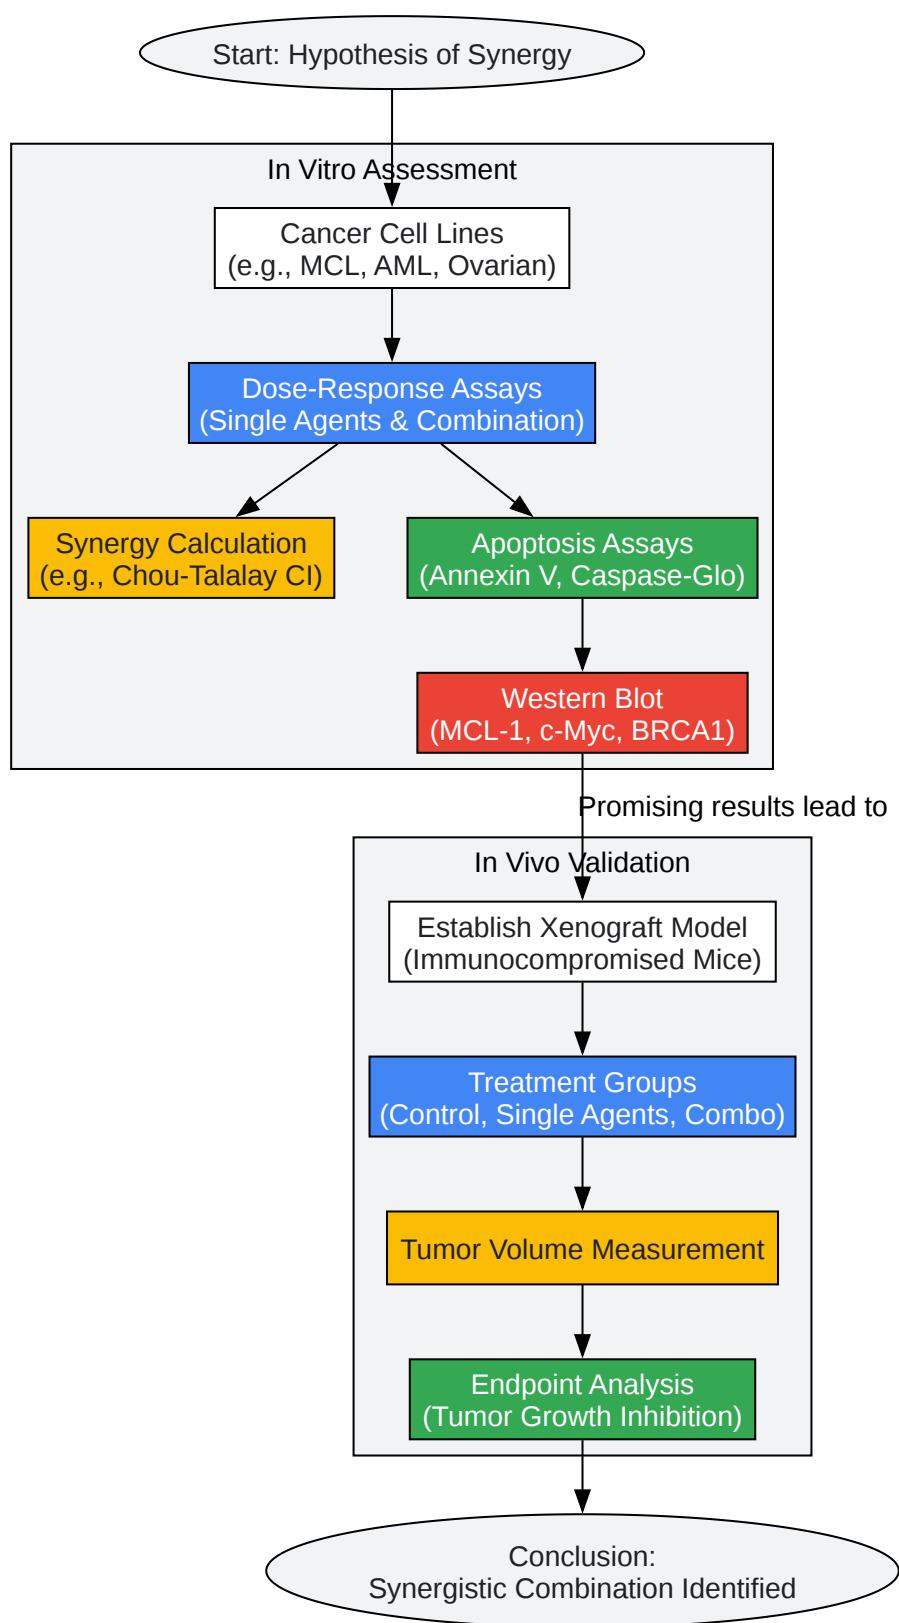 Start: Hypothesis of Synergy
In Vitro Assessment
Cancer Cell Lines
(e.g., MCL, AML, Ovarian)
Dose-Response Assays
(Single Agents & Combination)
Synergy Calculation
(e.g., Chou-Talalay CI)
Apoptosis Assays
(Annexin V, Caspase-Glo)
Western Blot
(MCL-1, c-Myc, BRCA1)
Promising results lead to
In Vivo Validation
Establish Xenograft Model
(Immunocompromised Mice)
Treatment Groups
(Control, Single Agents, Combo)
Tumor Volume Measurement
Endpoint Analysis
(Tumor Growth Inhibition)
Conclusion:
Synergistic Combination Identified